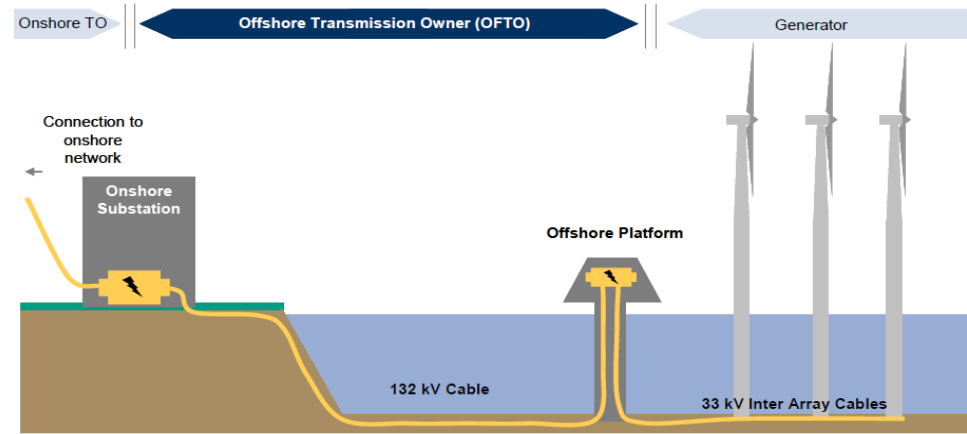 Onshore TO
Offshore Transmission Owner (OFTO)
Generator
Connection to
onshore
network
Onshore
Substation
Offshore Platform
132 kV Cable
33 kV Inter Array Cables